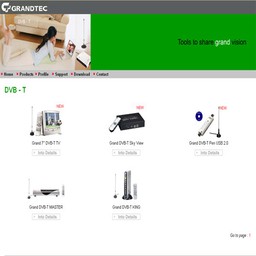 GRANDTEC
Tools to share grand vision
Home Products Profile Support Download Contact
DVB - T
NEW NEW
Grand 7" DVB-T TV Grand DVB-T Sky View Grand DVB-T Pen USB 2.0
Info Details Info Details Info Details
Grand DVB-T MASTER Grand DVB-T KING
Info Details Info Details
Go to page : 1